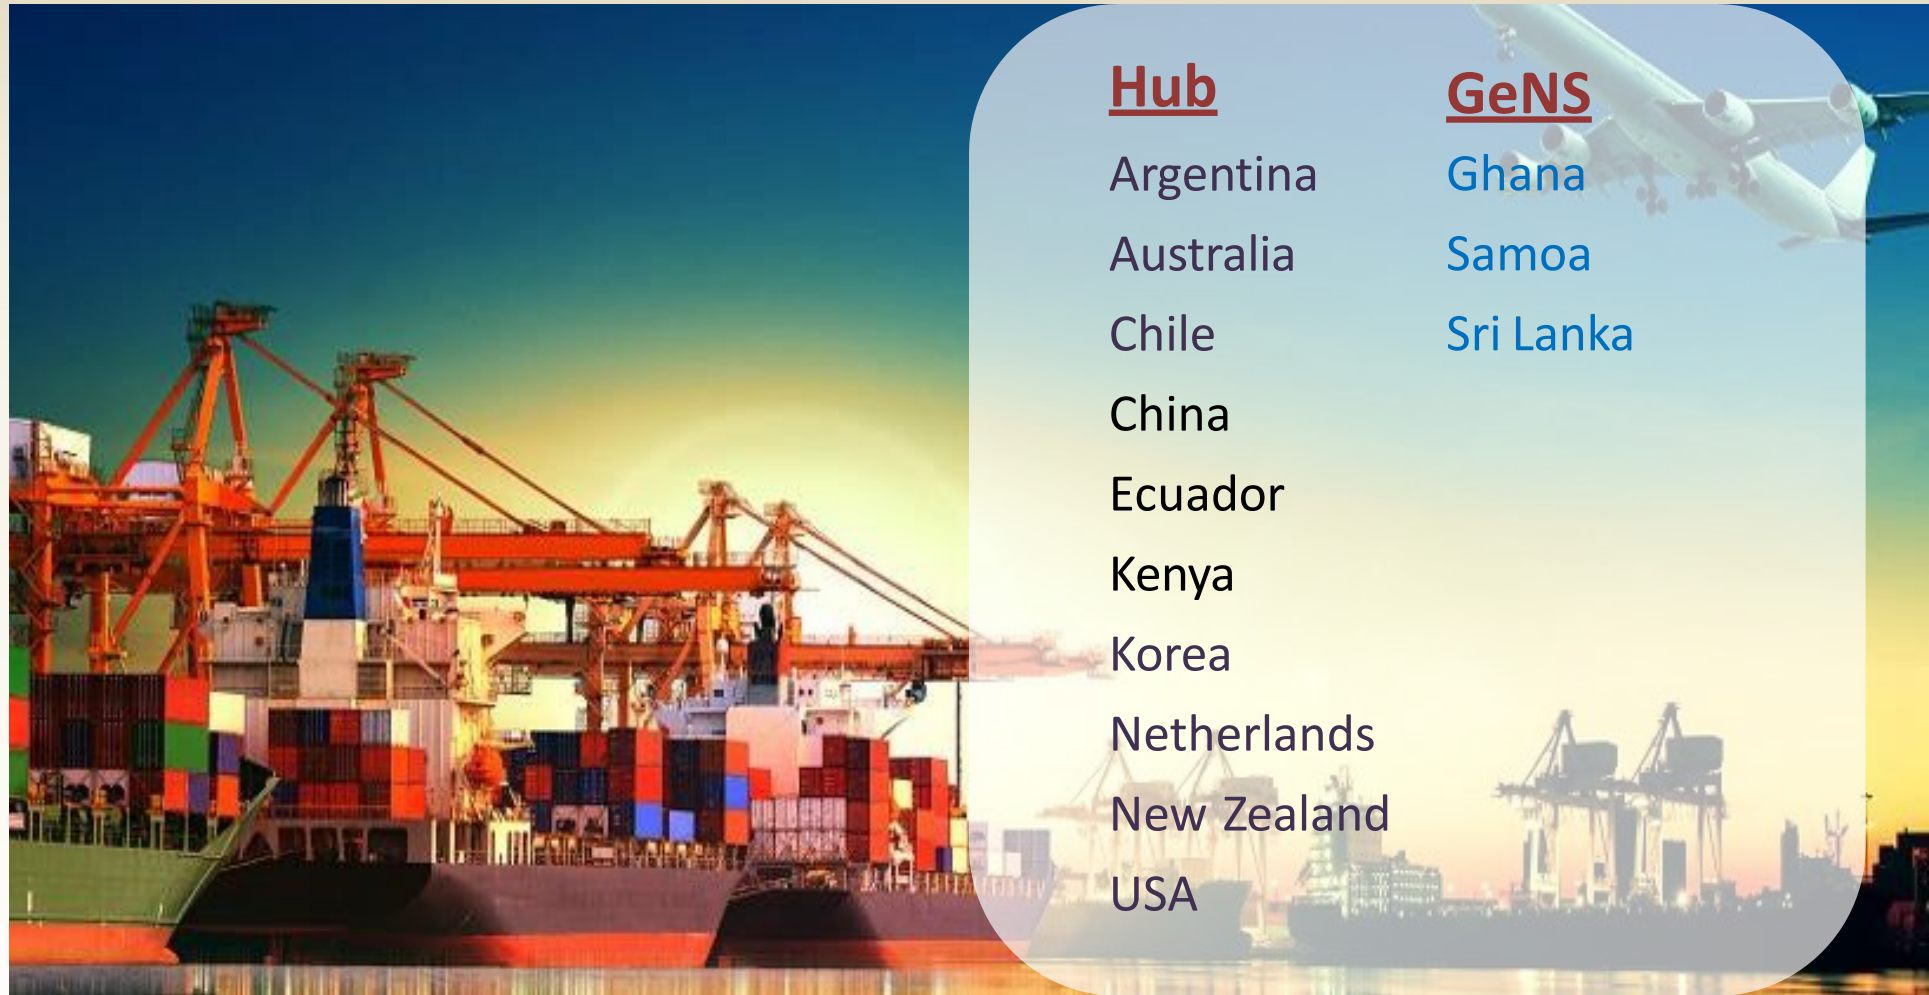 Hub
Argentina
Australia
Chile
China
Ecuador
Kenya
Korea
Netherlands
New Zealand
USA
GeNS
Ghana
Samoa
Sri Lanka